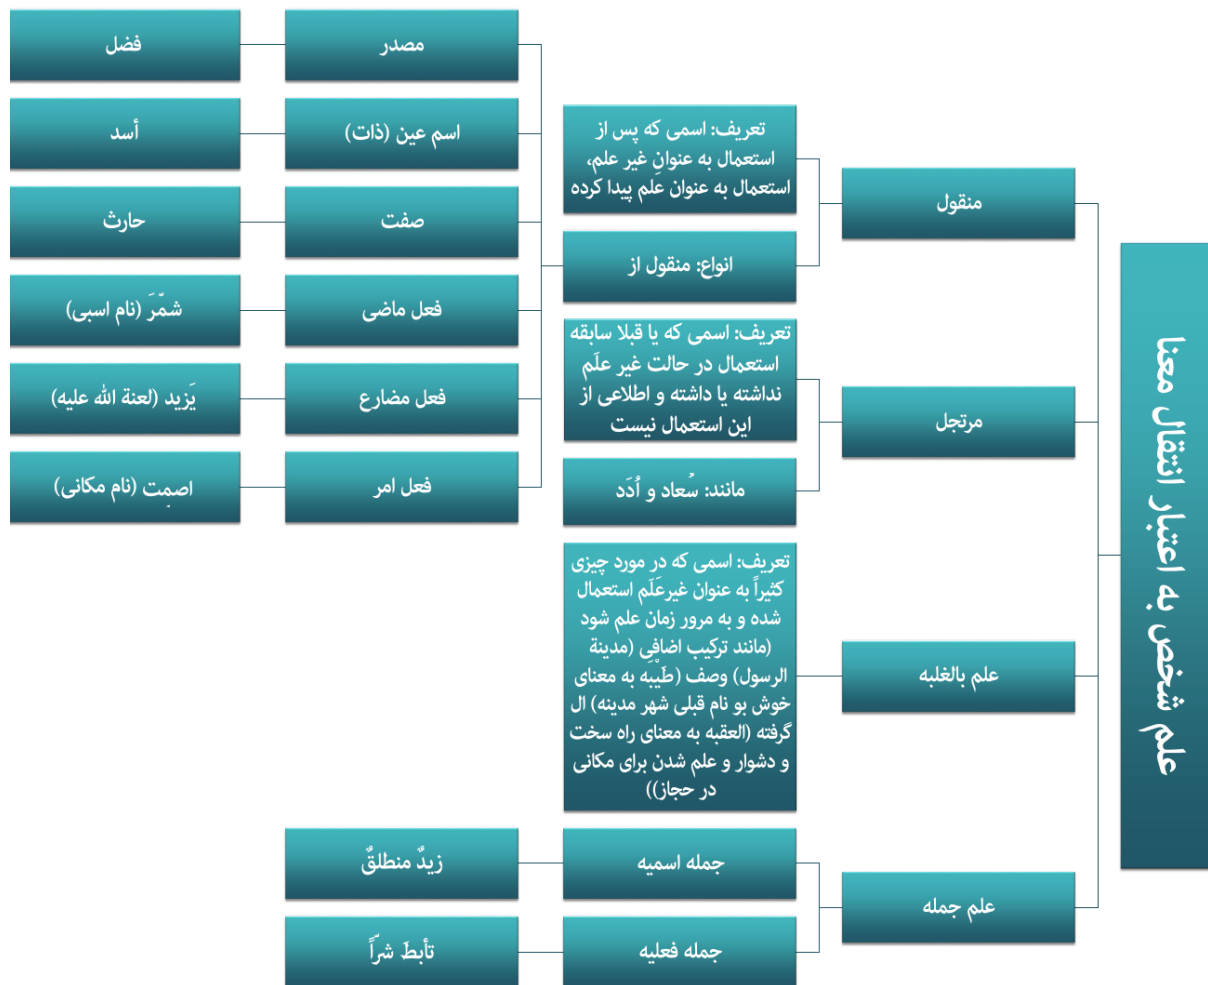 علم شخص به اعتبار انتقال معنا
منقول
تعریف: اسمی که پس از
استعمال به عنوانِ غیر علم،
استعمال به عنوان علم پیدا کرده
انواع: منقول از
مصدر
فضل
اسم عین (ذات)
أسد
صفت
حارث
فعل ماضی
شمّرَ (نام اسبی)
فعل مضارع
یَزید (لعنة الله علیه)
فعل امر
اصمِت (نام مکانی)
مرتجل
تعریف: اسمی که یا قبلا سابقه
استعمال در حالت غیر علَم
نداشته یا داشته و اطلاعی از
این استعمال نیست
مانند: سُعاد و اُدَد
علم بالغلبه
تعریف: اسمی که در مورد چیزی
کثیراً به عنوان غیرعَلَم استعمال
شده و به مرور زمان علم شود
(مانند ترکیب اضافی (مدینة
الرسول) وصف (طَیْبَه به معنای
خوش بو نام قبلی شهر مدینه) ال
گرفته (العقبه به معنای راه سخت
و دشوار و علم شدن برای مکانی
در حجاز))
علم جمله
جمله اسمیه
زیدٌ منطلقٌ
جمله فعلیه
تأبطَ شرّاً